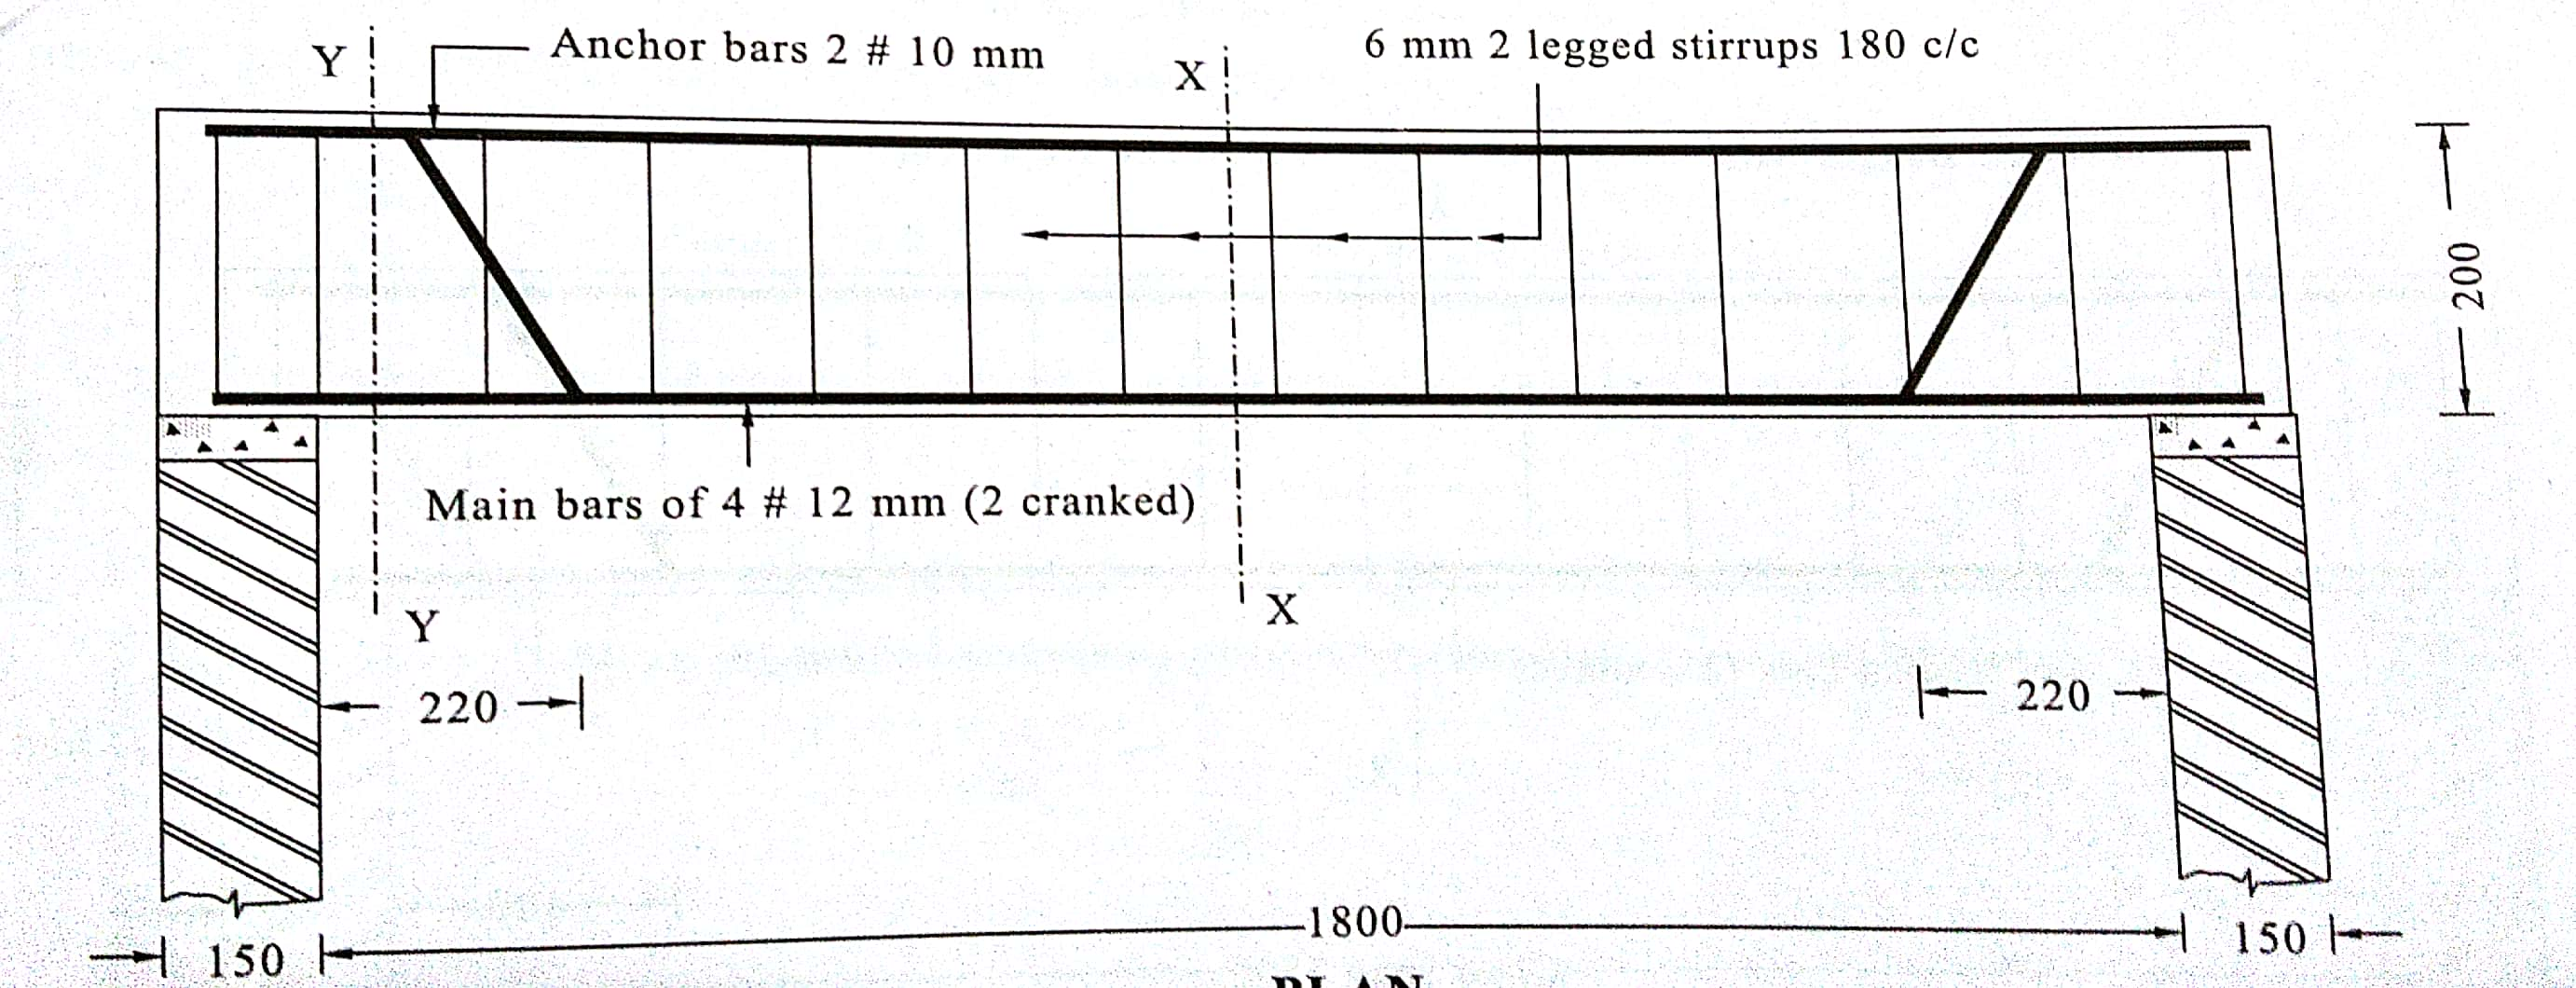 Y
Anchor bars 2 # 10 mm
X
6 mm 2 legged stirrups 180 c/c
200
Main bars of 4 # 12 mm (2 cranked)
Y
X
220
220
150
1800
150
PLAN